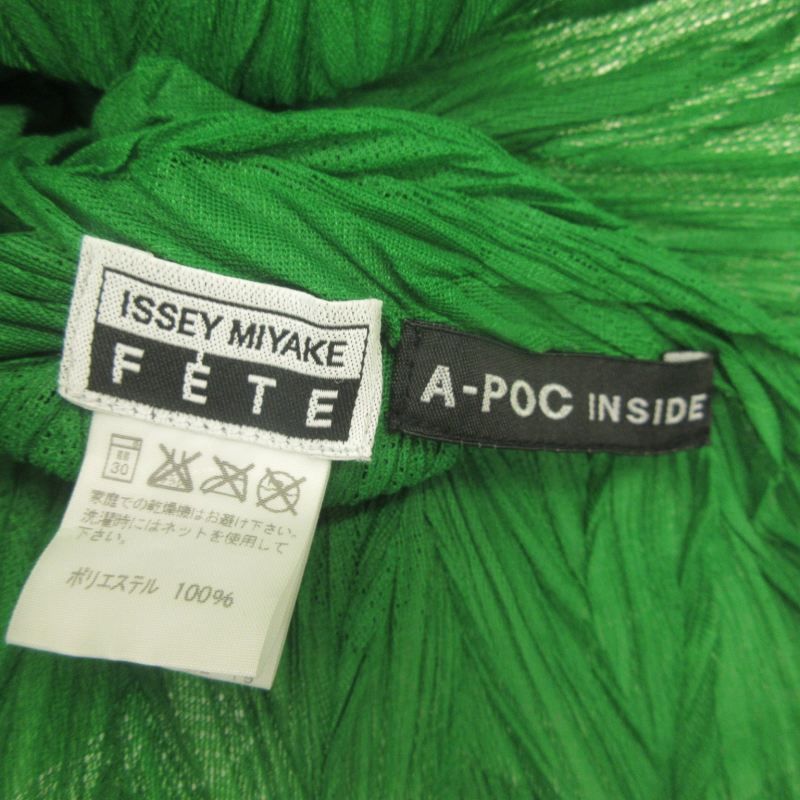 ISSEY MIYAKE
FÊTE
A-POC INSIDE
弱
30
家庭での乾燥機はお避け下さい。
洗濯時にはネットを使用して
下さい。
ポリエステル 100%